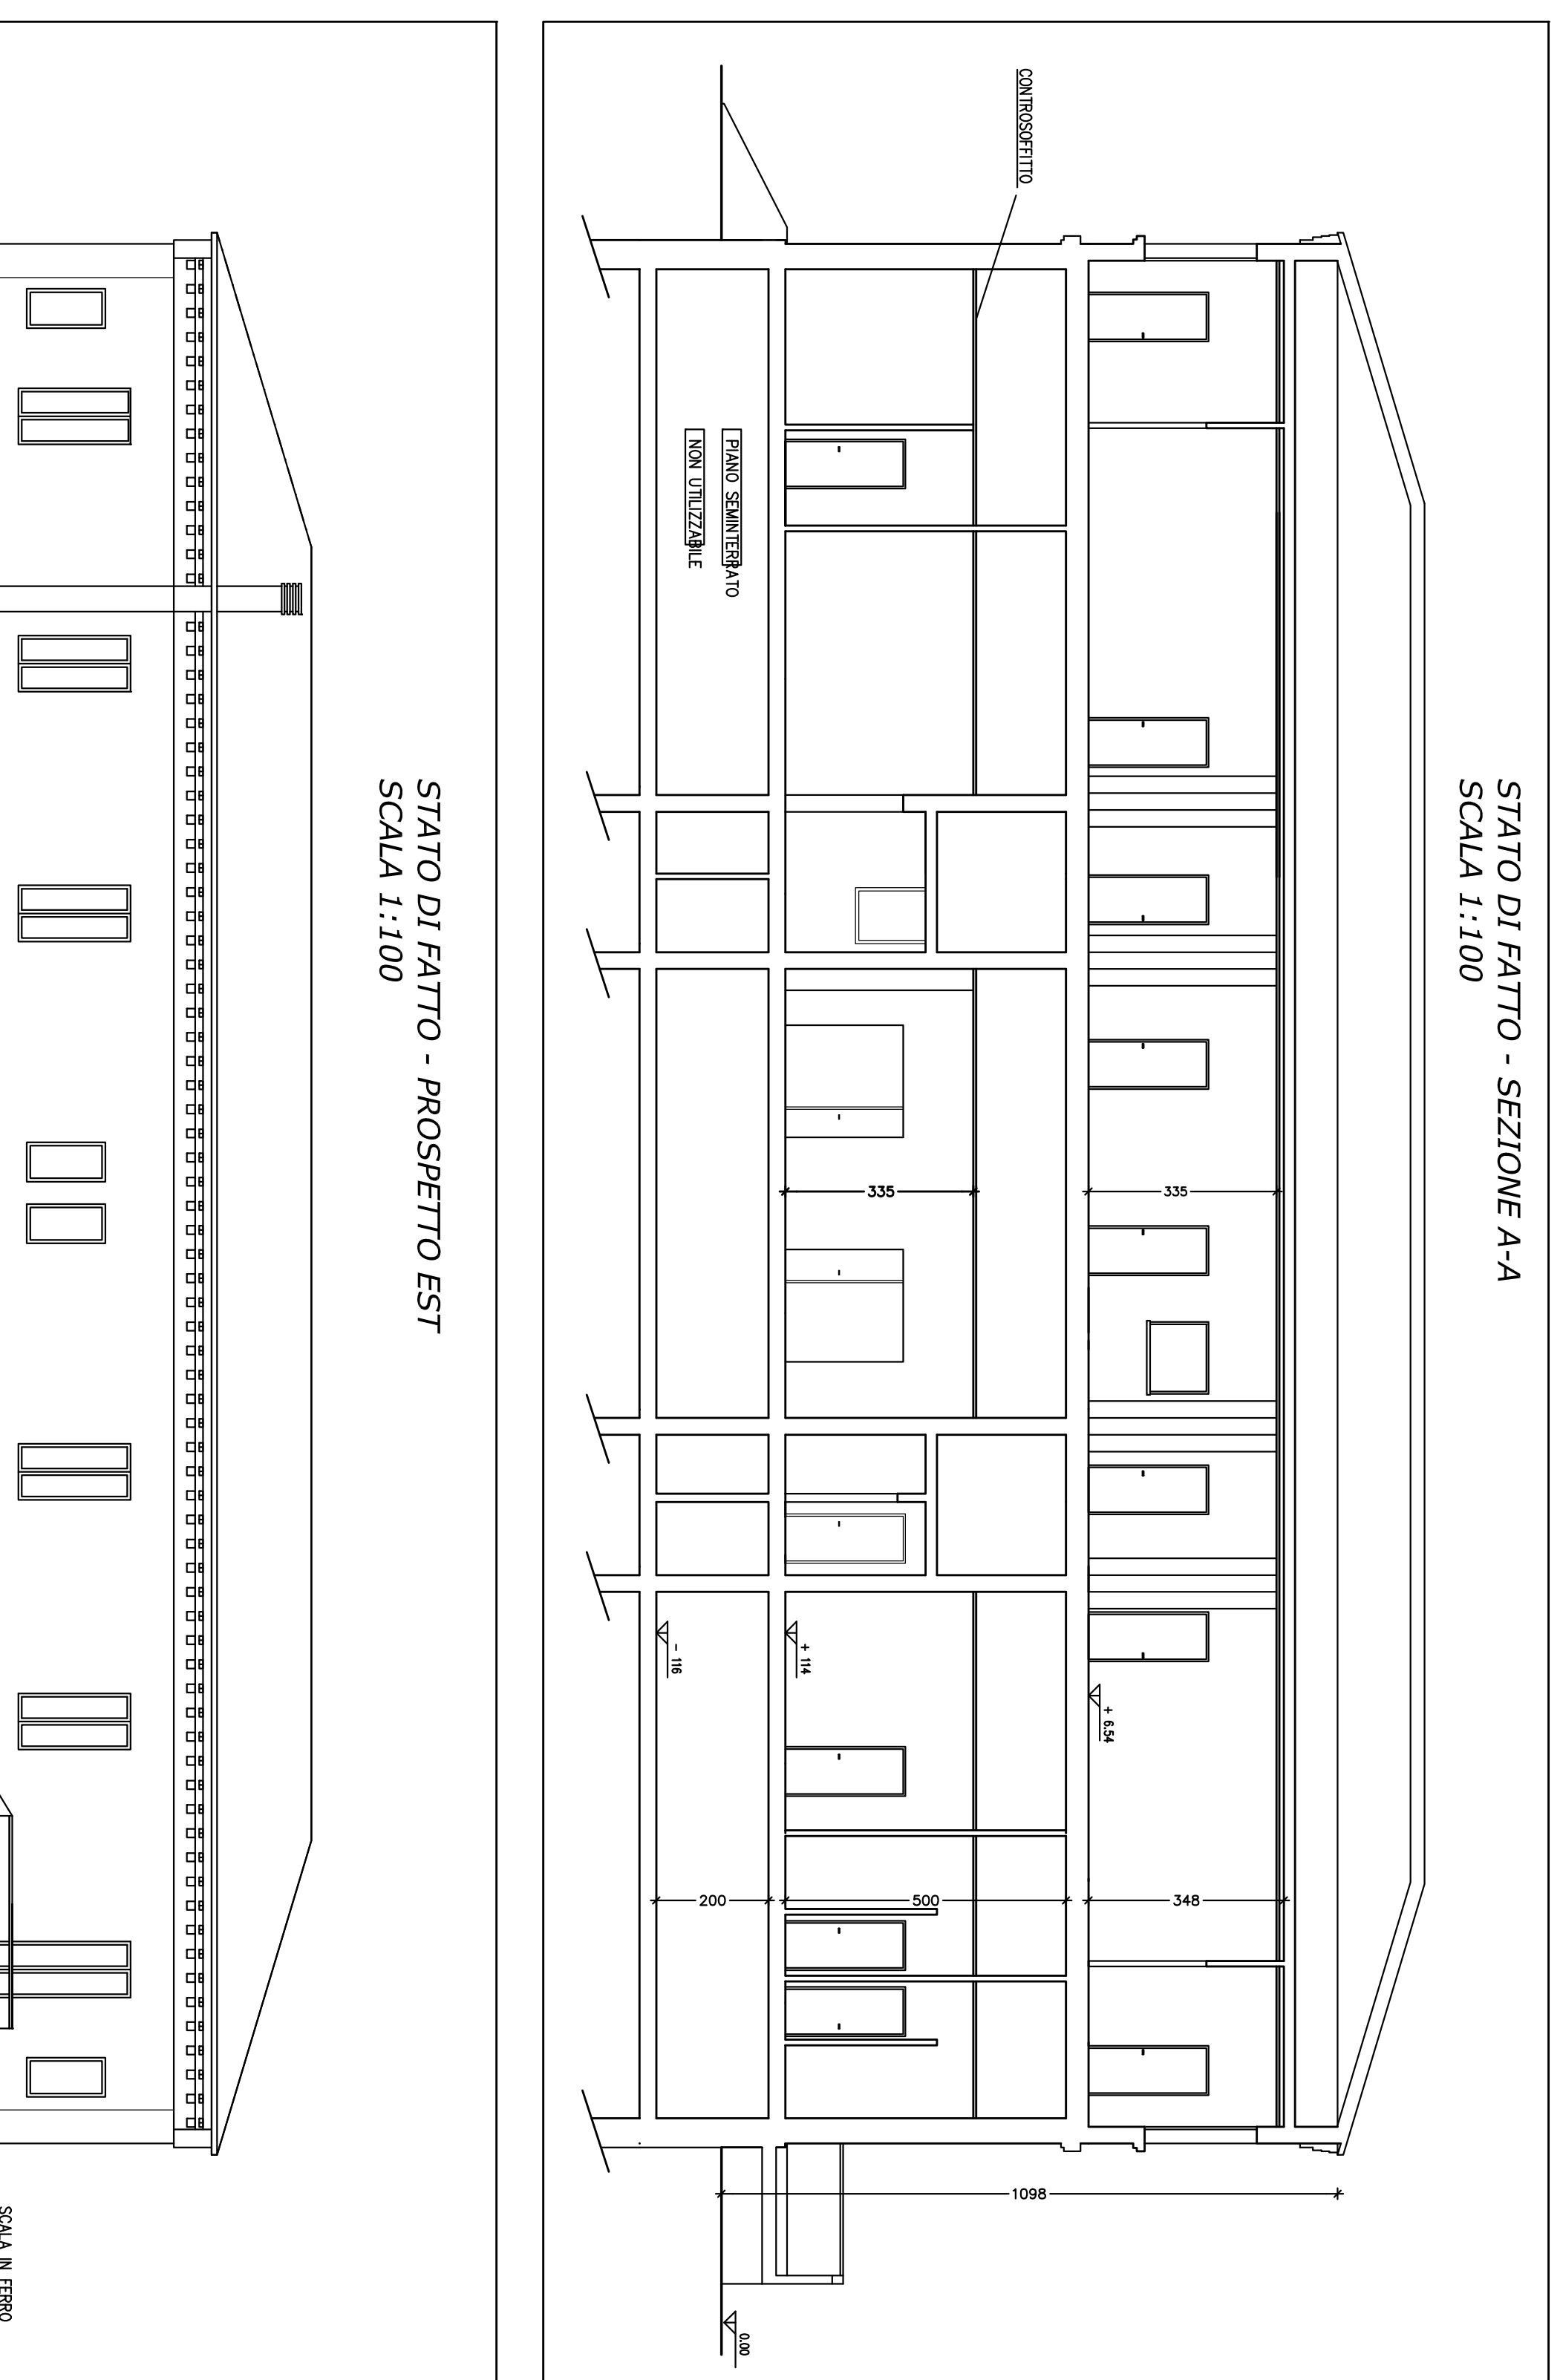 STATO DI FATTO - SEZIONE A-A
SCALA 1:100
CONTROSOFFITTO
335
335
+ 6.54
348
500
200
+ 114
- 116
PIANO SEMINTERRATO
NON UTILIZZABILE
1098
0.00
STATO DI FATTO - PROSPETTO EST
SCALA 1:100
SCALA IN FERRO